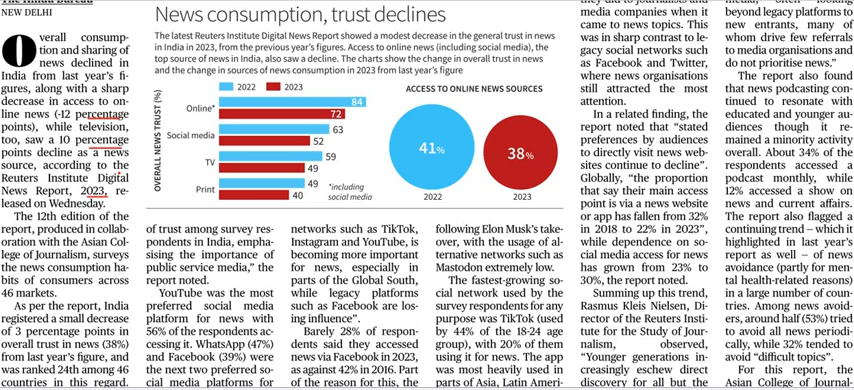 NEW DELHI
Overall consump-
tion and sharing of
news declined in
India from last year's fi-
gures, along with a sharp
decrease in access to on-
line news (-12 percentage
points), while television,
too, saw a 10 percentage
points decline as a news
source, according to the
Reuters Institute Digital
News Report, 2023, re-
leased on Wednesday.
The 12th edition of the
report, produced in collab-
oration with the Asian Col-
lege of Journalism, surveys
the news consumption ha-
bits of consumers across
46 markets.
As per the report, India
registered a small decrease
of 3 percentage points in
overall trust in news (38%)
from last year's figure, and
was ranked 24th among 46
countries in this regard.
News consumption, trust declines
The latest Reuters Institute Digital News Report showed a modest decrease in the general trust in news
in India in 2023, from the previous year's figures. Access to online news (including social media), the
top source of news in India, also saw a decline. The charts show the change in overall trust in news
and the change in sources of news consumption in 2023 from last year's figure
2022
2023
OVERALL NEWS TRUST (%)
Online*
84
72
Social media
63
52
TV
59
49
Print
49
40
*including
social media
ACCESS TO ONLINE NEWS SOURCES
41%
2022
38%
2023
of trust among survey res-
pondents in India, empha-
sising the importance of
public service media," the
report noted.
YouTube was the most
preferred social media
platform for news with
56% of the respondents ac-
cessing it. WhatsApp (47%)
and Facebook (39%) were
the next two preferred so-
cial media platforms for
networks such as TikTok,
Instagram and YouTube, is
becoming more important
for news, especially in
parts of the Global South,
while legacy platforms
such as Facebook are los-
ing influence".
Barely 28% of respon-
dents said they accessed
news via Facebook in 2023,
as against 42% in 2016. Part
of the reason for this, the
following Elon Musk's take-
over, with the usage of al-
ternative networks such as
Mastodon extremely low.
The fastest-growing so-
cial network used by the
survey respondents for any
purpose was TikTok (used
by 44% of the 18-24 age
group), with 20% of them
using it for news. The app
was most heavily used in
parts of Asia, Latin Ameri-
they did to journalists and
media companies when it
came to news topics. This
was in sharp contrast to le-
gacy social networks such
as Facebook and Twitter,
where news organisations
still attracted the most
attention.
In a related finding, the
report noted that "stated
preferences by audiences
to directly visit news web-
sites continue to decline".
Globally, "the proportion
that say their main access
point is via a news website
or app has fallen from 32%
in 2018 to 22% in 2023",
while dependence on so-
cial media access for news
has grown from 23% to
30%, the report noted.
Summing up this trend,
Rasmus Kleis Nielsen, Di-
rector of the Reuters Insti-
tute for the Study of Jour-
nalism, observed,
"Younger generations in-
creasingly eschew direct
discovery for all but the
beyond legacy platforms to
new entrants, many of
whom drive few referrals
to media organisations and
do not prioritise news."
The report also found
that news podcasting con-
tinued to resonate with
educated and younger au-
diences though it re-
mained a minority activity
overall. About 34% of the
respondents accessed a
podcast monthly, while
12% accessed a show on
news and current affairs.
The report also flagged a
continuing trend – which it
highlighted in last year's
report as well – of news
avoidance (partly for men-
tal health-related reasons)
in a large number of coun-
tries. Among news avoid-
ers, around half (53%) tried
to avoid all news periodi-
cally, while 32% tended to
avoid "difficult topics".
For this report, the
Asian College of Journal